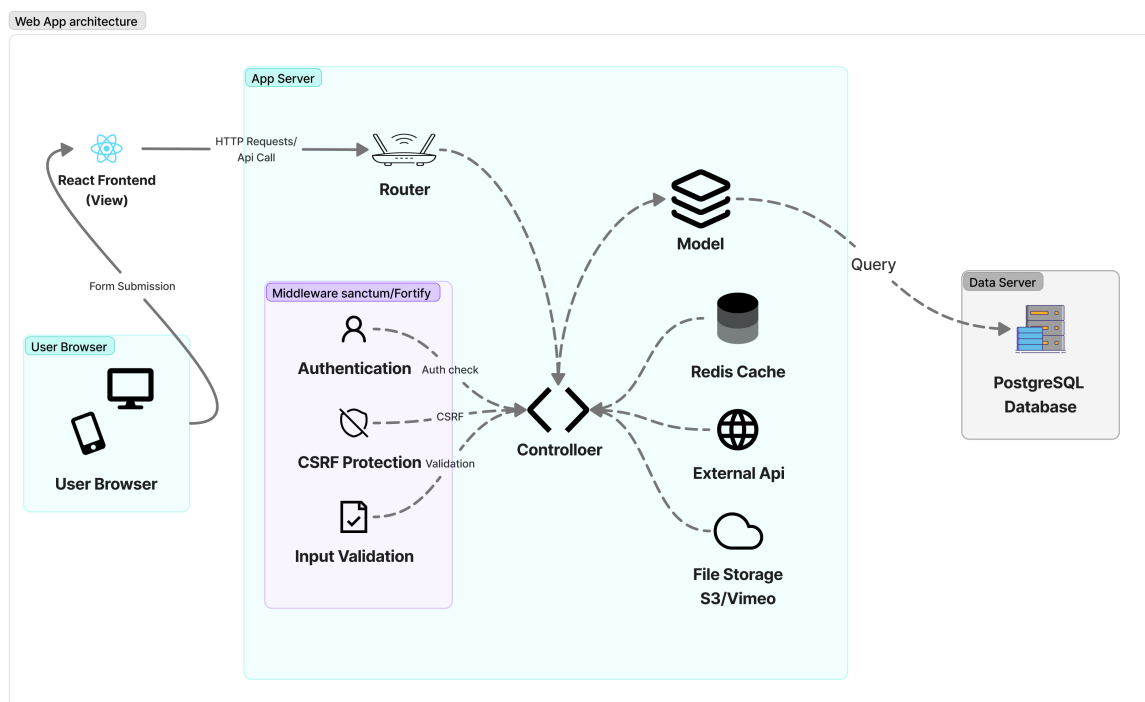 Web App architecture
App Server
HTTP Requests/
Api Call
React Frontend
(View)
Router
Model
Query
Form Submission
Data Server
Middleware sanctum/Fortify
User Browser
Authentication
Auth check
Redis Cache
PostgreSQL
Database
CSRF
Controlloer
CSRF Protection
Validation
External Api
User Browser
Input Validation
File Storage
S3/Vimeo